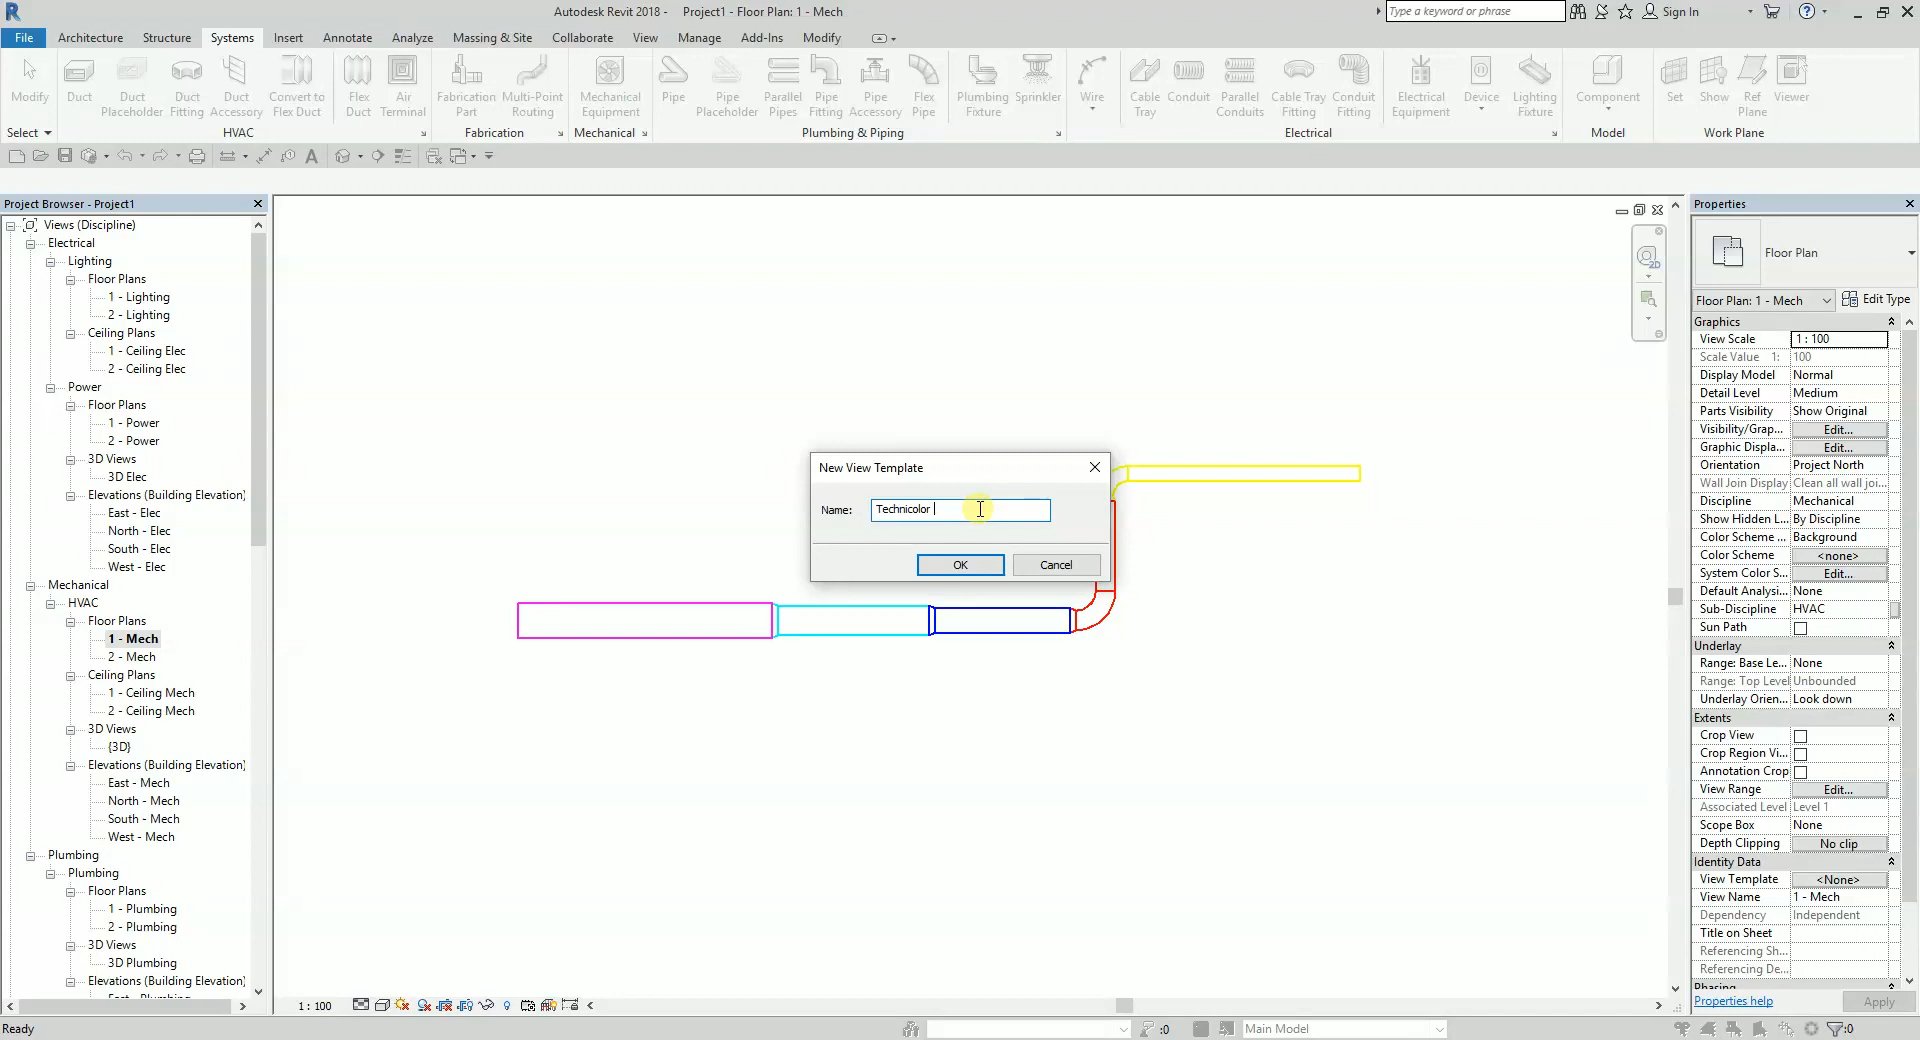 Autodesk Revit 2018 - Project1 - Floor Plan: 1 - Mech
Type a keyword or phrase
Sign In
File Architecture Structure Systems Insert Annotate Analyze Massing & Site Collaborate View Manage Add-Ins Modify
Modify
Duct
Duct Placeholder
Duct Fitting
Duct Accessory
Convert to Flex Duct
Flex Duct
Air Terminal
Fabrication Part
Multi-Point Routing
Mechanical Equipment
Pipe
Pipe Placeholder
Parallel Pipes
Pipe Fitting
Pipe Accessory
Flex Pipe
Plumbing Fixture
Sprinkler
Wire
Cable Tray
Conduit
Parallel Conduits
Cable Tray Fitting
Conduit Fitting
Electrical Equipment
Device
Lighting Fixture
Component
Set
Show
Ref Plane
Viewer
Select HVAC Fabrication Mechanical Plumbing & Piping Electrical Model Work Plane
Project Browser - Project1
Views (Discipline)
Electrical
Lighting
Floor Plans
1 - Lighting
2 - Lighting
Ceiling Plans
1 - Ceiling Elec
2 - Ceiling Elec
Power
Floor Plans
1 - Power
2 - Power
3D Views
3D Elec
Elevations (Building Elevation)
East - Elec
North - Elec
South - Elec
West - Elec
Mechanical
HVAC
Floor Plans
1 - Mech
2 - Mech
Ceiling Plans
1 - Ceiling Mech
2 - Ceiling Mech
3D Views
{3D}
Elevations (Building Elevation)
East - Mech
North - Mech
South - Mech
West - Mech
Plumbing
Plumbing
Floor Plans
1 - Plumbing
2 - Plumbing
3D Views
3D Plumbing
Elevations (Building Elevation)
East - Plumbing
New View Template
Name: Technicolor
OK Cancel
2D
Properties
Floor Plan
Floor Plan: 1 - Mech Edit Type
Graphics
View Scale 1 : 100
Scale Value 1: 100
Display Model Normal
Detail Level Medium
Parts Visibility Show Original
Visibility/Grap... Edit...
Graphic Displa... Edit...
Orientation Project North
Wall Join Display Clean all wall joi...
Discipline Mechanical
Show Hidden L... By Discipline
Color Scheme ... Background
Color Scheme <none>
System Color S... Edit...
Default Analysi... None
Sub-Discipline HVAC
Sun Path
Underlay
Range: Base Le... None
Range: Top Level Unbounded
Underlay Orien... Look down
Extents
Crop View
Crop Region Vi...
Annotation Crop
View Range Edit...
Associated Level Level 1
Scope Box None
Depth Clipping No clip
Identity Data
View Template <None>
View Name 1 - Mech
Dependency Independent
Title on Sheet
Referencing Sh...
Referencing De...
Phasing
Properties help Apply
1 : 100
Ready
:0
Main Model
:0